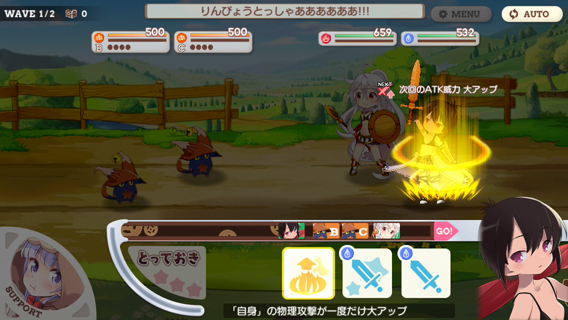 WAVE 1/2 0
りんぴょうとっしゃああああああ!!!
MENU
AUTO
500
B
500
C
659
532
NEXT
次回のATK威力 大アップ
B
C
GO!
とっておき
SUPPORT
「自身」の物理攻撃が一度だけ大アップ